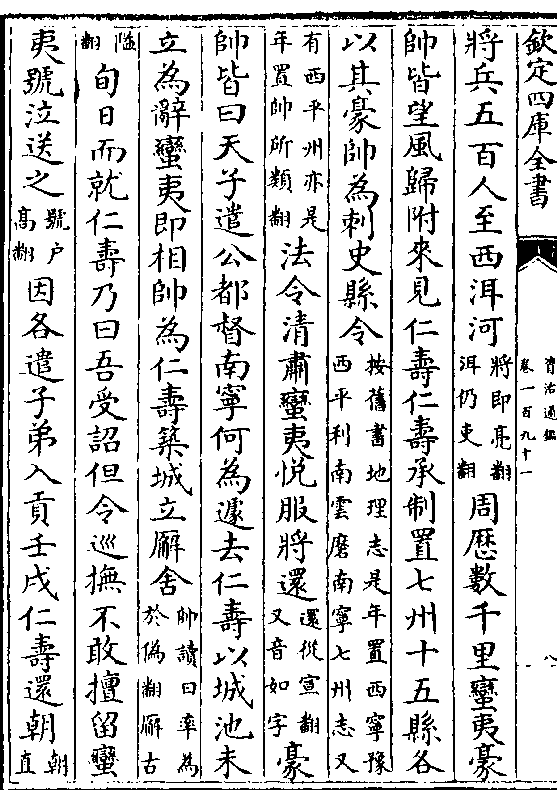 欽定四庫全書
資治通鑑
卷一百九十一
八
將兵五百人至西洱河將即亮翻洱仍吏翻周歴數千里蠻夷豪
帥皆望風歸附來見仁壽仁壽承制置七州十五縣各
以其豪帥為刺史縣令按舊書地理志是年置西寧豫西平利南雲磨南寧七州志又
有西平州亦是年置帥所類翻法令清肅蠻夷悅服將還還從宣翻又音如字豪
帥皆曰天子遣公都督南寧何為遽去仁壽以城池未
立為辭蠻夷即相帥為仁壽築城立廨舍帥讀曰率為於偽翻廨古
隘翻旬日而就仁壽乃曰吾受詔但令巡撫不敢擅留蠻
夷號泣送之號户髙翻因各遣子弟入貢壬戌仁壽還朝朝直